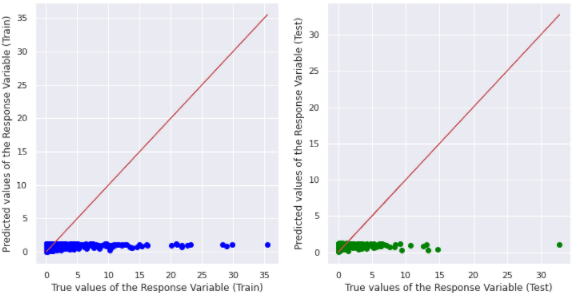 35
30
25
20
15
10
5
0
Predicted values of the Response Variable (Train)
0 5 10 15 20 25 30 35
True values of the Response Variable (Train)
30
25
20
15
10
5
0
Predicted values of the Response Variable (Test)
0 5 10 15 20 25 30
True values of the Response Variable (Test)